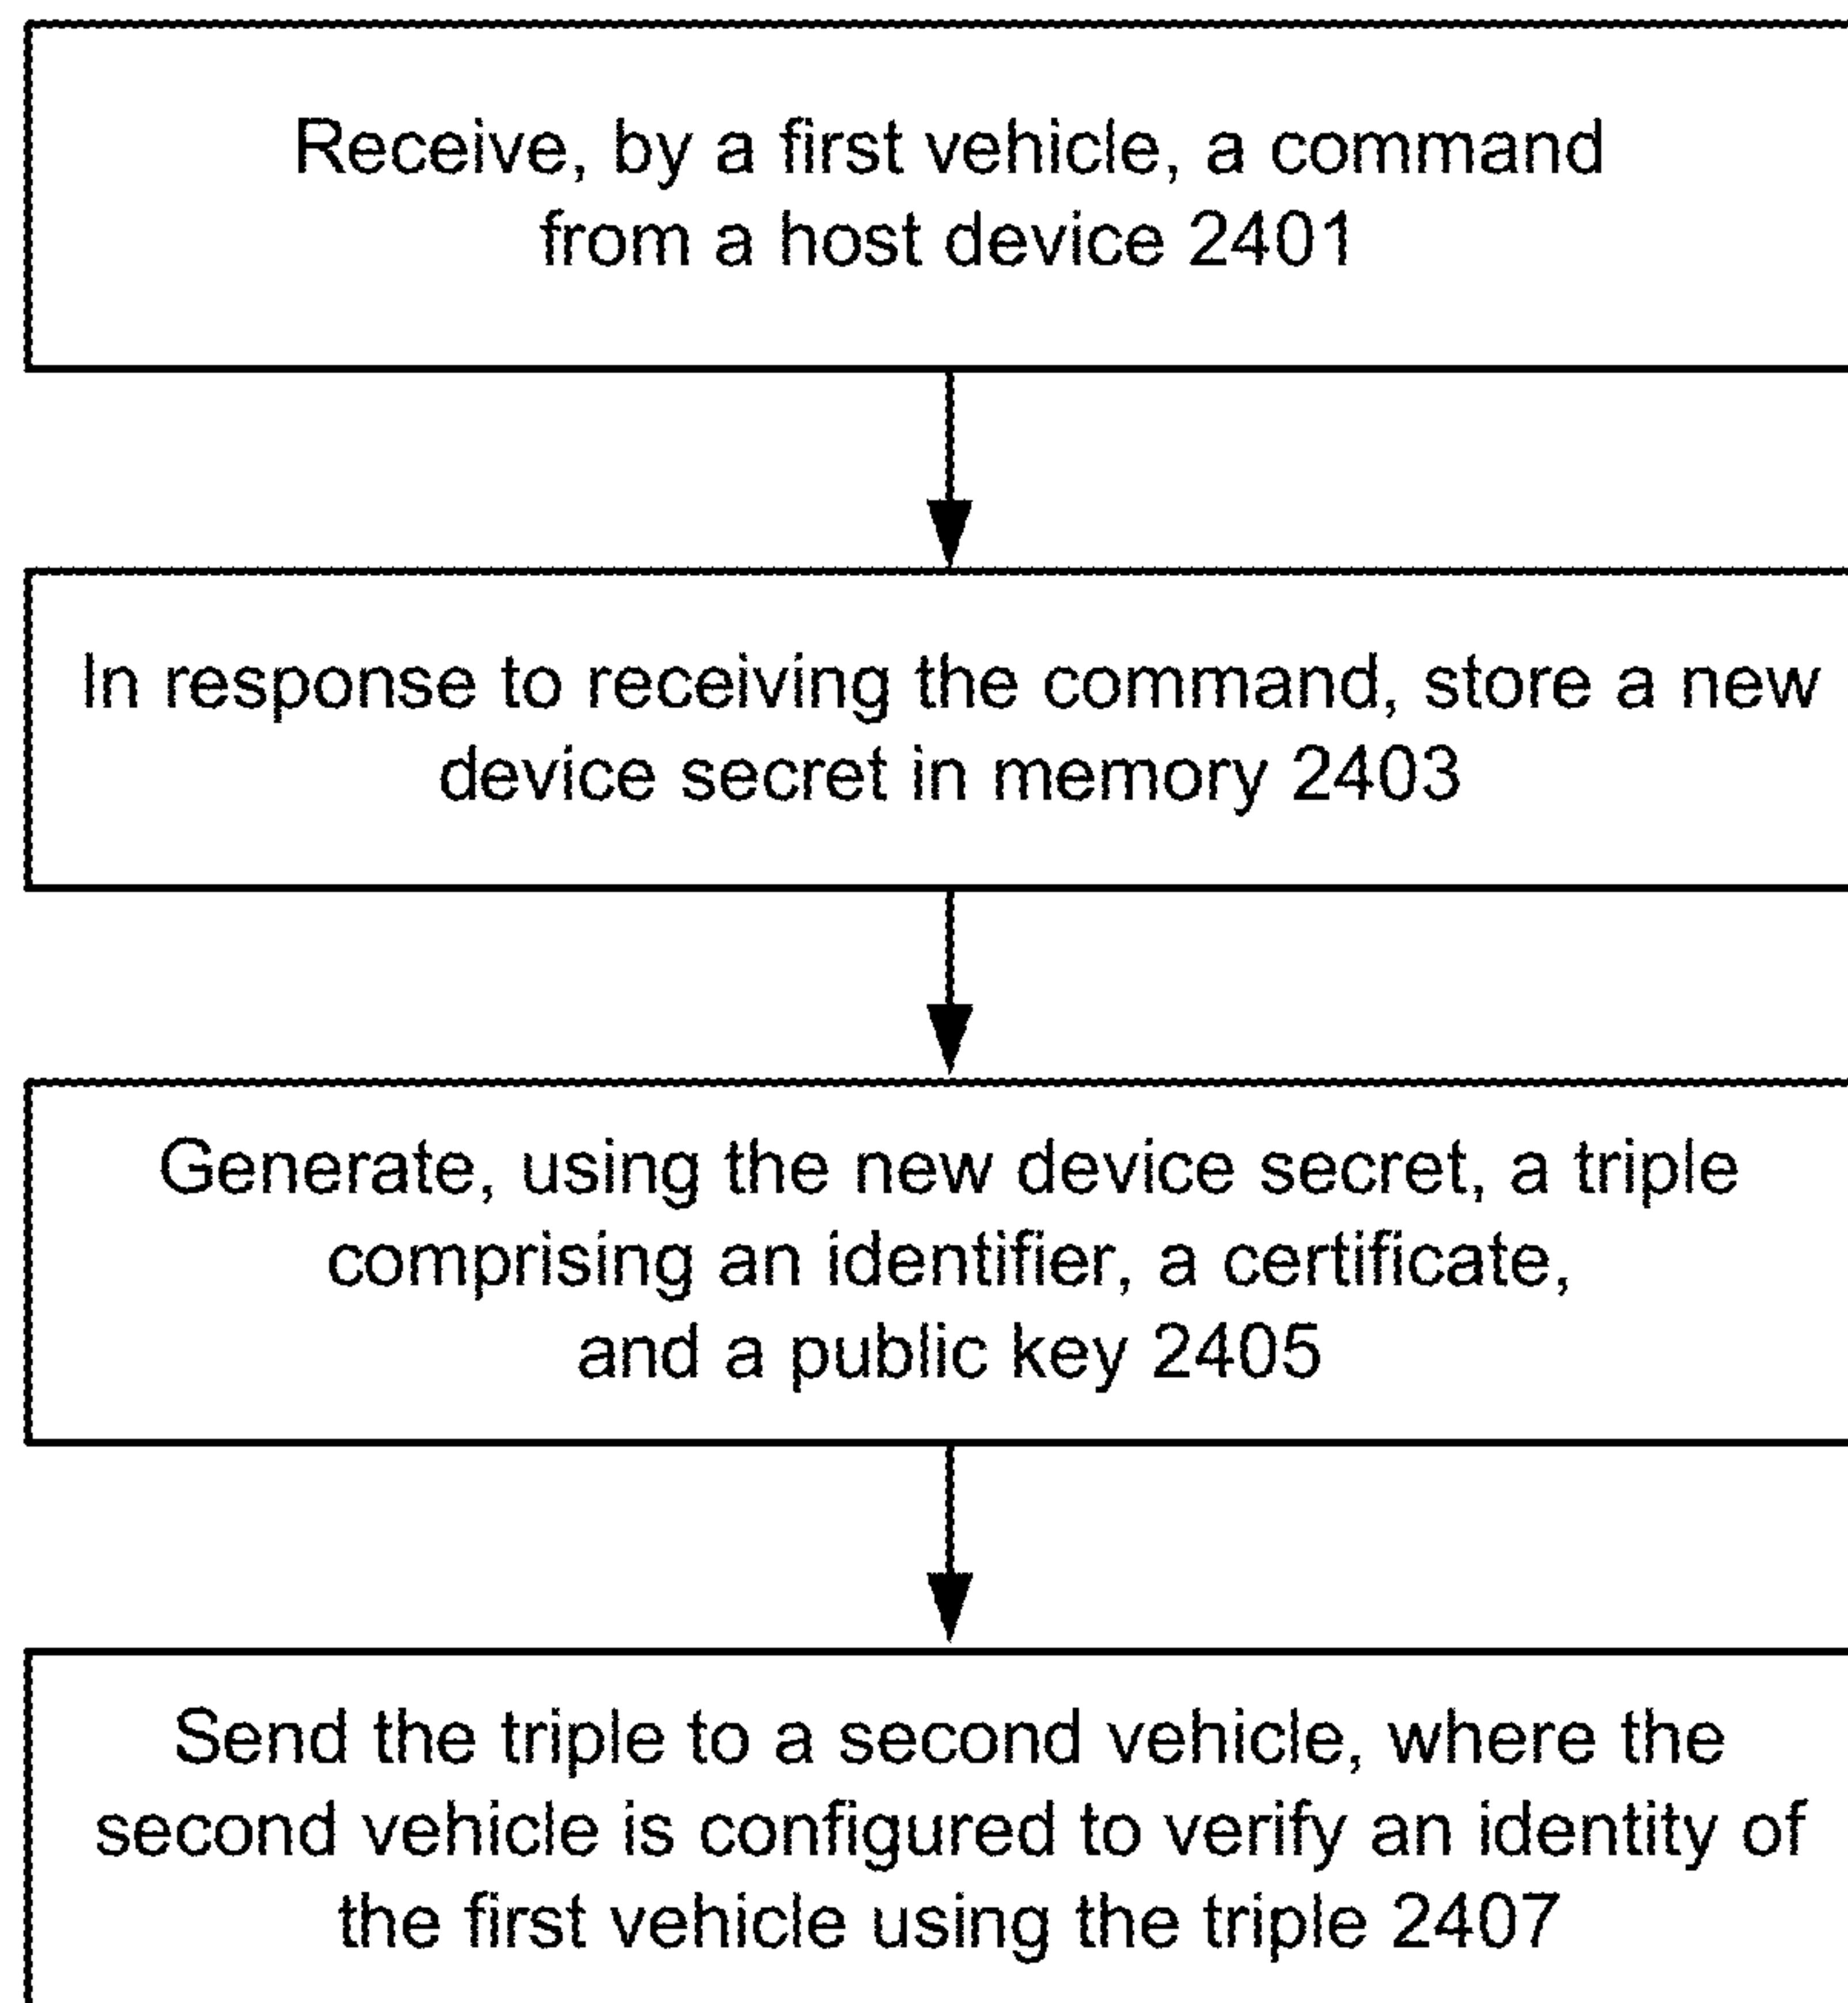 Receive, by a first vehicle, a command
from a host device 2401
In response to receiving the command, store a new
device secret in memory 2403
Generate, using the new device secret, a triple
comprising an identifier, a certificate,
and a public key 2405
Send the triple to a second vehicle, where the
second vehicle is configured to verify an identity of
the first vehicle using the triple 2407